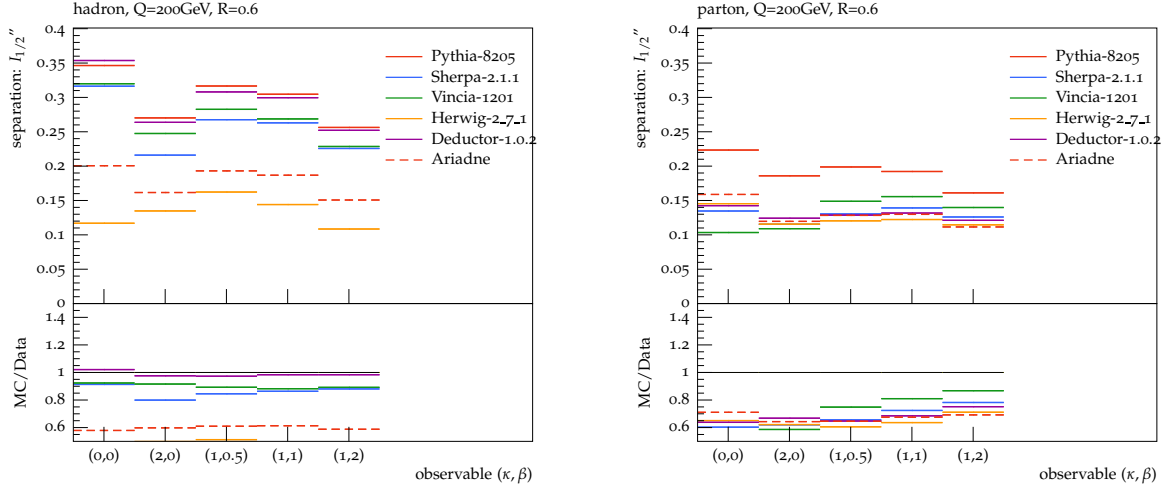 hadron, Q=200GeV, R=0.6
separation: I_{1/2}″
0.4
0.35
0.3
0.25
0.2
0.15
0.1
0.05
0
Pythia-8205
Sherpa-2.1.1
Vincia-1201
Herwig-2_7_1
Deductor-1.0.2
Ariadne
MC/Data
1.4
1.2
1
0.8
0.6
(0,0) (2,0) (1,0.5) (1,1) (1,2)
observable (κ, β)
parton, Q=200GeV, R=0.6
separation: I_{1/2}″
0.4
0.35
0.3
0.25
0.2
0.15
0.1
0.05
0
Pythia-8205
Sherpa-2.1.1
Vincia-1201
Herwig-2_7_1
Deductor-1.0.2
Ariadne
MC/Data
1.4
1.2
1
0.8
0.6
(0,0) (2,0) (1,0.5) (1,1) (1,2)
observable (κ, β)